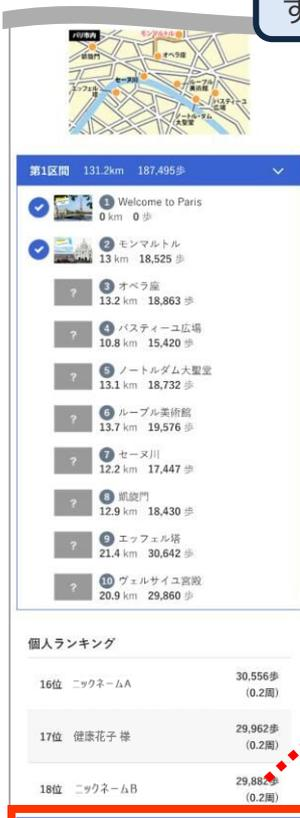 す
パリ市内
モンマルトル
凱旋門
オペラ座
セーヌ川
ルーブル
美術館
エッフェル
塔
バスティーユ
広場
ノートル・ダム
大聖堂
第1区間 131.2km 187,495歩
1 Welcome to Paris
0 km 0 歩
2 モンマルトル
13 km 18,525 歩
? 3 オペラ座
13.2 km 18,863 歩
? 4 バスティーユ広場
10.8 km 15,420 歩
? 5 ノートルダム大聖堂
13.1 km 18,732 歩
? 6 ルーブル美術館
13.7 km 19,576 歩
? 7 セーヌ川
12.2 km 17,447 歩
? 8 凱旋門
12.9 km 18,430 歩
? 9 エッフェル塔
21.4 km 30,642 歩
? 10 ヴェルサイユ宮殿
20.9 km 29,860 歩
個人ランキング
16位 ニックネームA 30,556歩
(0.2周)
17位 健康花子 様 29,962歩
(0.2周)
18位 ニックネームB 29,882歩
(0.2周)